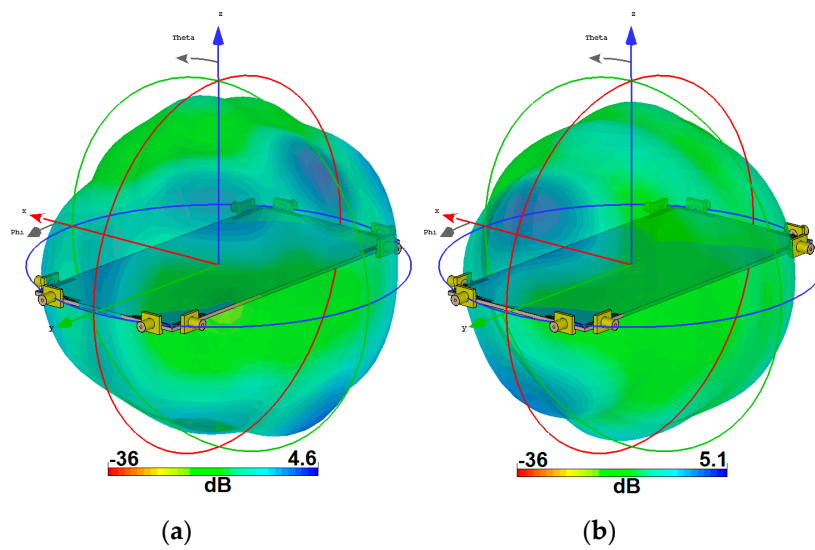 z
Theta
x
Phi
y
-36 4.6
dB
(a)
z
Theta
x
Phi
y
-36 5.1
dB
(b)